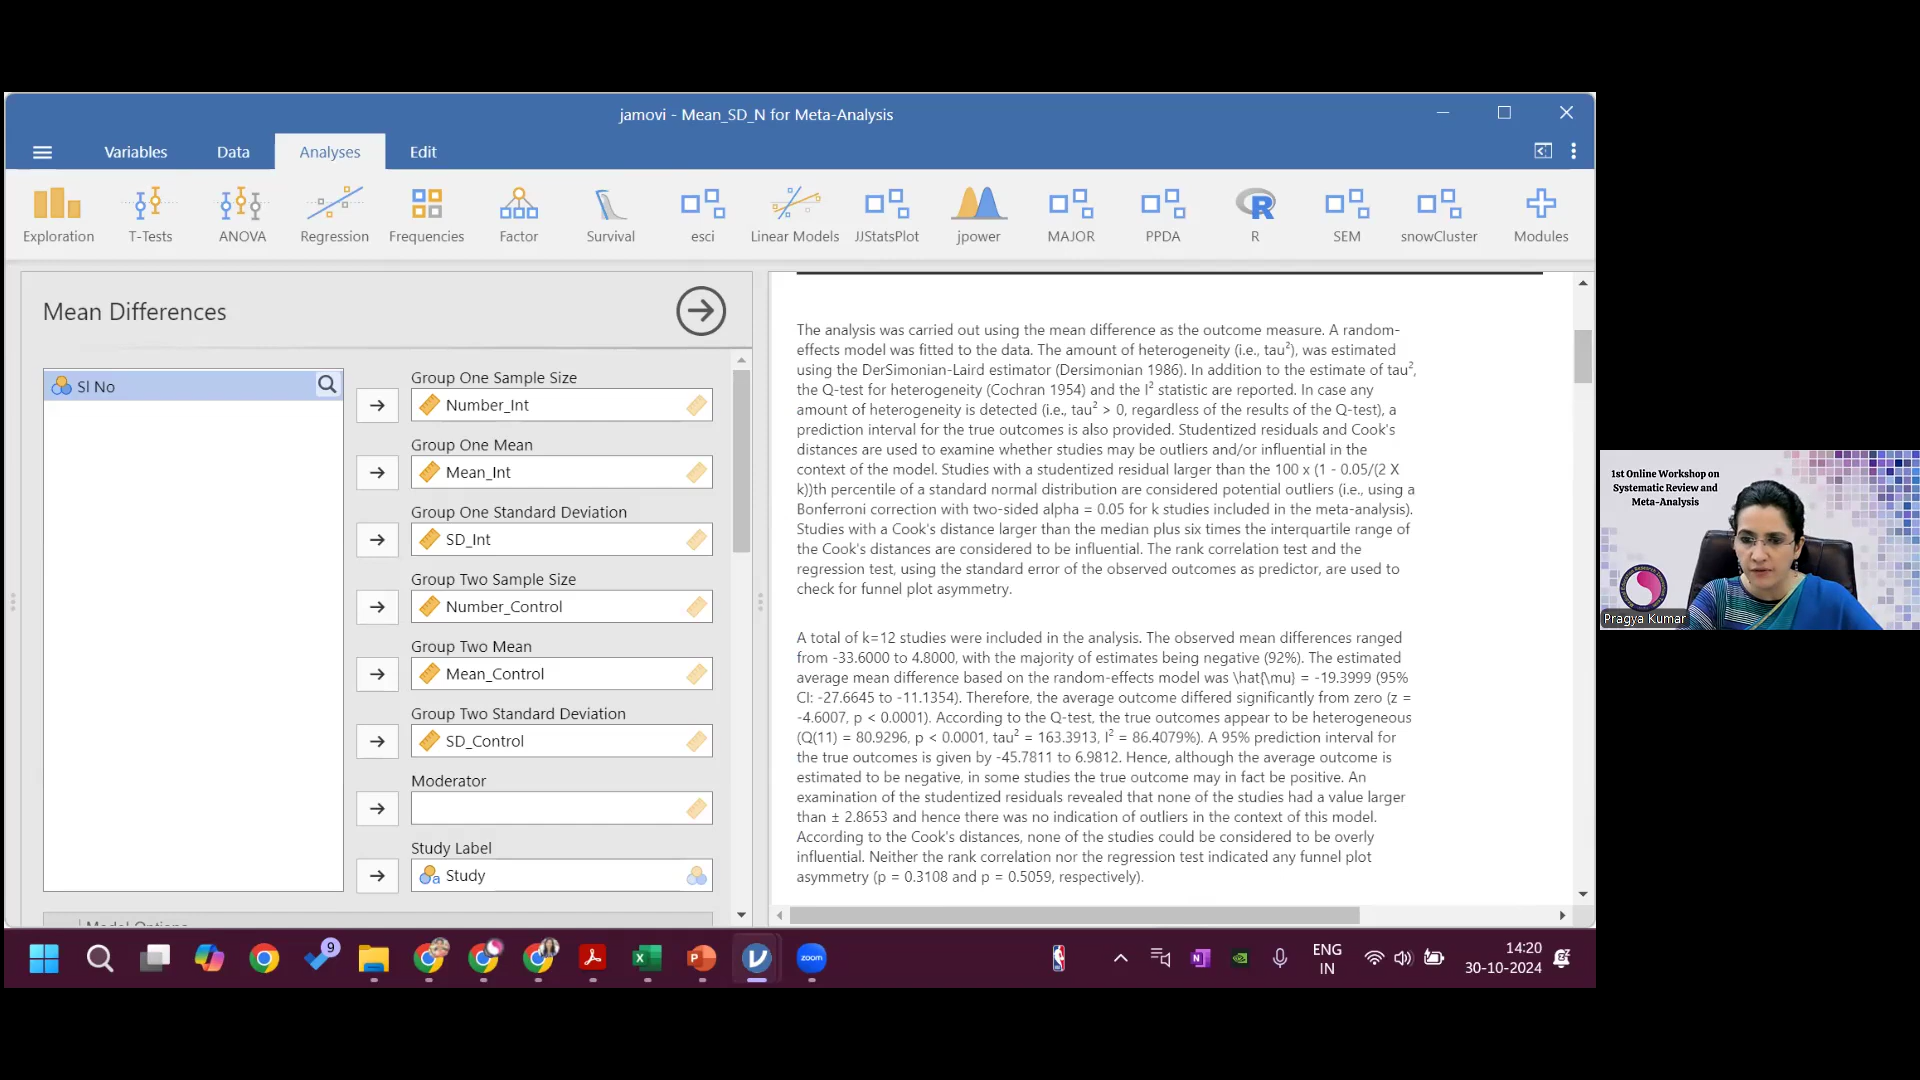 jamovi - Mean_SD_N for Meta-Analysis
Variables
Data
Analyses
Edit
Exploration
T-Tests
ANOVA
Regression
Frequencies
Factor
Survival
esci
Linear Models
JJStatsPlot
jpower
MAJOR
PPDA
R
SEM
snowCluster
Modules
Mean Differences
Sl No
Group One Sample Size
Number_Int
Group One Mean
Mean_Int
Group One Standard Deviation
SD_Int
Group Two Sample Size
Number_Control
Group Two Mean
Mean_Control
Group Two Standard Deviation
SD_Control
Moderator
Study Label
Study
Model Options
The analysis was carried out using the mean difference as the outcome measure. A random-
effects model was fitted to the data. The amount of heterogeneity (i.e., tau²), was estimated
using the DerSimonian-Laird estimator (Dersimonian 1986). In addition to the estimate of tau²,
the Q-test for heterogeneity (Cochran 1954) and the I² statistic are reported. In case any
amount of heterogeneity is detected (i.e., tau² > 0, regardless of the results of the Q-test), a
prediction interval for the true outcomes is also provided. Studentized residuals and Cook's
distances are used to examine whether studies may be outliers and/or influential in the
context of the model. Studies with a studentized residual larger than the 100 x (1 - 0.05/(2 X
k))th percentile of a standard normal distribution are considered potential outliers (i.e., using a
Bonferroni correction with two-sided alpha = 0.05 for k studies included in the meta-analysis).
Studies with a Cook's distance larger than the median plus six times the interquartile range of
the Cook's distances are considered to be influential. The rank correlation test and the
regression test, using the standard error of the observed outcomes as predictor, are used to
check for funnel plot asymmetry.
A total of k=12 studies were included in the analysis. The observed mean differences ranged
from -33.6000 to 4.8000, with the majority of estimates being negative (92%). The estimated
average mean difference based on the random-effects model was \hat{\mu} = -19.3999 (95%
CI: -27.6645 to -11.1354). Therefore, the average outcome differed significantly from zero (z =
-4.6007, p < 0.0001). According to the Q-test, the true outcomes appear to be heterogeneous
(Q(11) = 80.9296, p < 0.0001, tau² = 163.3913, I² = 86.4079%). A 95% prediction interval for
the true outcomes is given by -45.7811 to 6.9812. Hence, although the average outcome is
estimated to be negative, in some studies the true outcome may in fact be positive. An
examination of the studentized residuals revealed that none of the studies had a value larger
than ± 2.8653 and hence there was no indication of outliers in the context of this model.
According to the Cook's distances, none of the studies could be considered to be overly
influential. Neither the rank correlation nor the regression test indicated any funnel plot
asymmetry (p = 0.3108 and p = 0.5059, respectively).
1st Online Workshop on
Systematic Review and
Meta-Analysis
Pragya Kumar
9
zoom
ENG
IN
14:20
30-10-2024